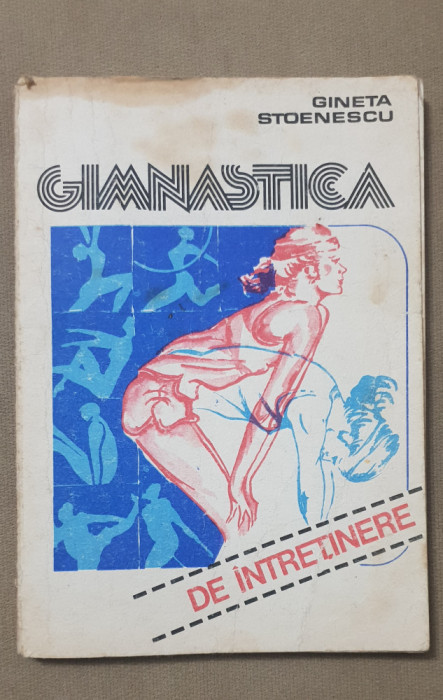 GINETA
STOENESCU
GIMNASTICA
DE ÎNTREȚINERE